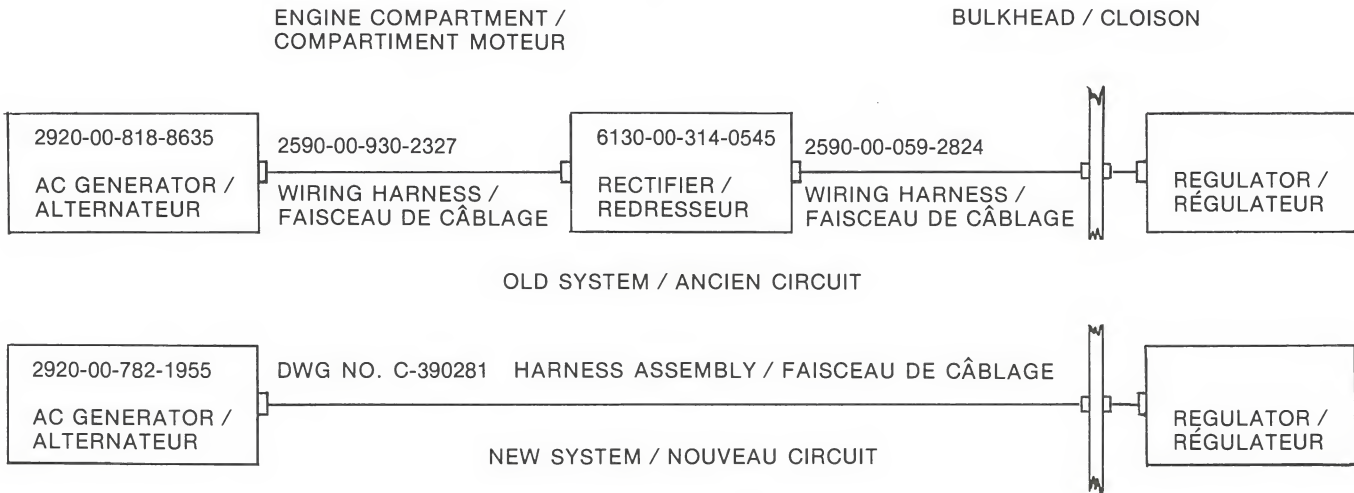 ENGINE COMPARTMENT /
COMPARTIMENT MOTEUR
BULKHEAD / CLOISON
2920-00-818-8635
AC GENERATOR /
ALTERNATEUR
2590-00-930-2327
WIRING HARNESS /
FAISCEAU DE CÂBLAGE
6130-00-314-0545
RECTIFIER /
REDRESSEUR
2590-00-059-2824
WIRING HARNESS /
FAISCEAU DE CÂBLAGE
REGULATOR /
RÉGULATEUR
OLD SYSTEM / ANCIEN CIRCUIT
2920-00-782-1955
AC GENERATOR /
ALTERNATEUR
DWG NO. C-390281 HARNESS ASSEMBLY / FAISCEAU DE CÂBLAGE
REGULATOR /
RÉGULATEUR
NEW SYSTEM / NOUVEAU CIRCUIT